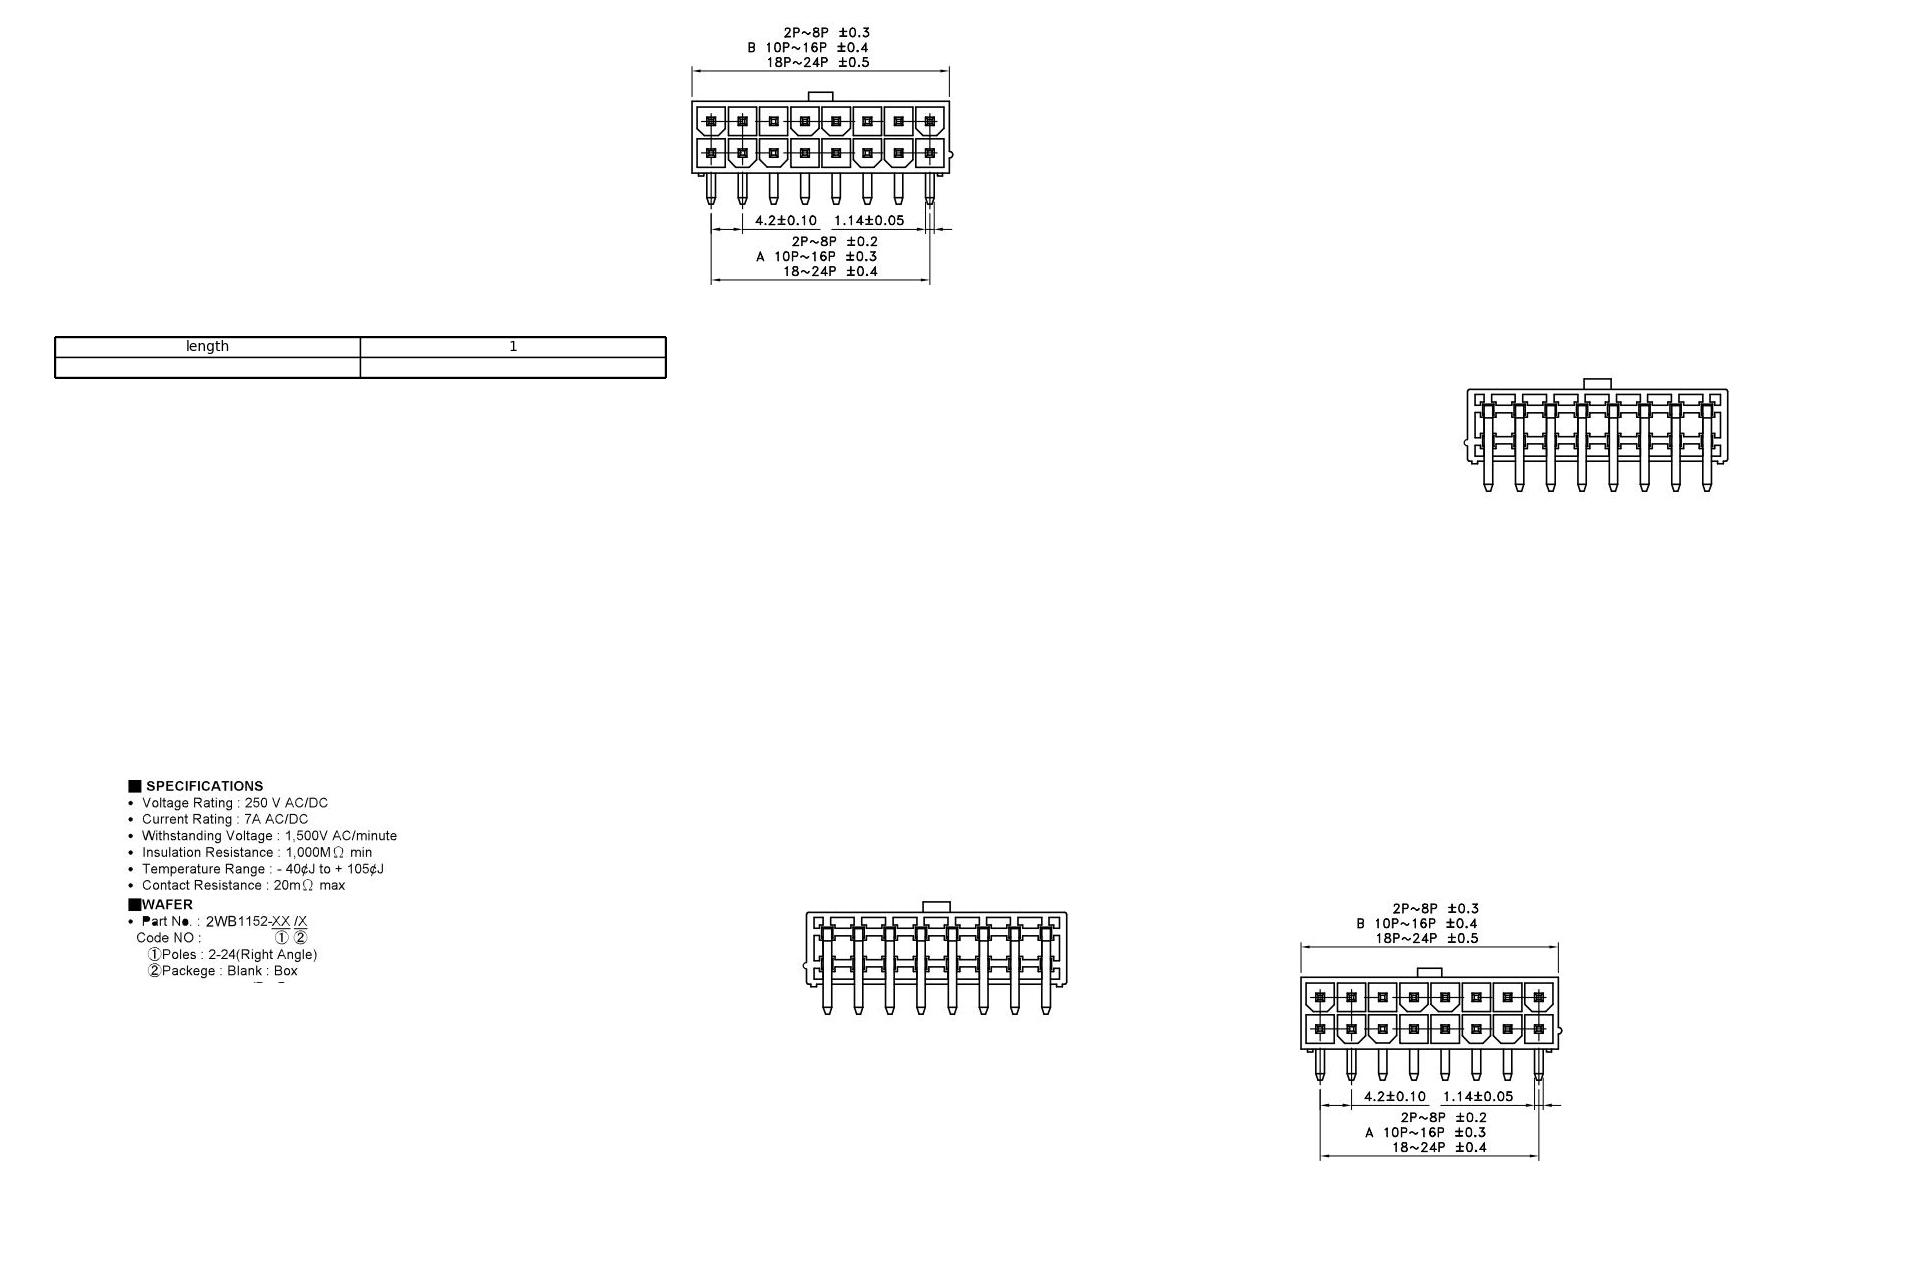 2P~8P ±0.3
B 10P~16P ±0.4
18P~24P ±0.5
4.2±0.10 1.14±0.05
2P~8P ±0.2
A 10P~16P ±0.3
18~24P ±0.4
length 1
■ SPECIFICATIONS
• Voltage Rating : 250 V AC/DC
• Current Rating : 7A AC/DC
• Withstanding Voltage : 1,500V AC/minute
• Insulation Resistance : 1,000MΩ min
• Temperature Range : - 40¢J to + 105¢J
• Contact Resistance : 20mΩ max
■WAFER
• Part No. : 2WB1152-XX /X
Code NO : ① ②
①Poles : 2-24(Right Angle)
②Packege : Blank : Box
2P~8P ±0.3
B 10P~16P ±0.4
18P~24P ±0.5
4.2±0.10 1.14±0.05
2P~8P ±0.2
A 10P~16P ±0.3
18~24P ±0.4